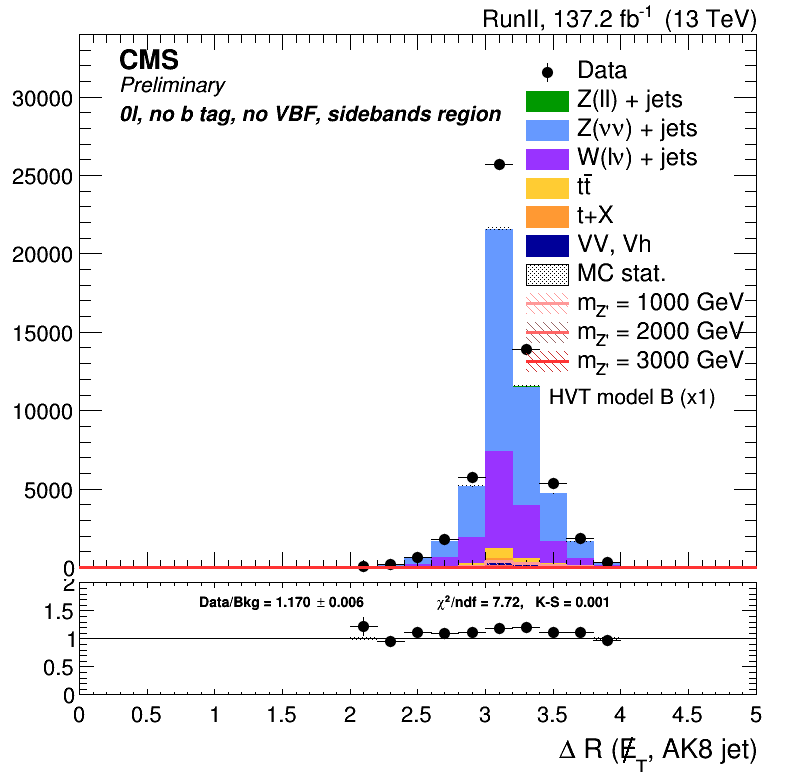 RunII, 137.2 fb⁻¹ (13 TeV)
CMS
Preliminary
0l, no b tag, no VBF, sidebands region
Data
Z(ll) + jets
Z(νν) + jets
W(lν) + jets
tt̅
t+X
VV, Vh
MC stat.
m_Z' = 1000 GeV
m_Z' = 2000 GeV
m_Z' = 3000 GeV
HVT model B (x1)
30000
25000
20000
15000
10000
5000
0
Data/Bkg = 1.170 ± 0.006 χ²/ndf = 7.72, K-S = 0.001
2
1.5
1
0.5
0
0 0.5 1 1.5 2 2.5 3 3.5 4 4.5 5
Δ R (E̸_T, AK8 jet)